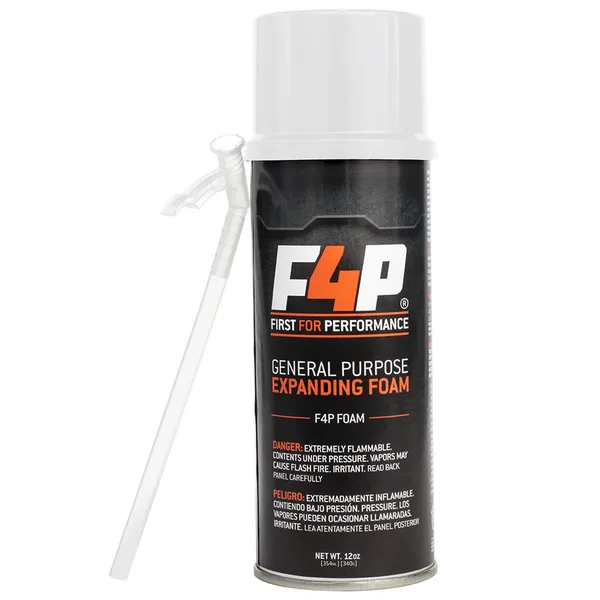 F4P®
FIRST FOR PERFORMANCE
GENERAL PURPOSE
EXPANDING FOAM
F4P FOAM
DANGER: EXTREMELY FLAMMABLE.
CONTENTS UNDER PRESSURE. VAPORS MAY
CAUSE FLASH FIRE. IRRITANT. READ BACK
PANEL CAREFULLY
PELIGRO: EXTREMADAMENTE INFLAMABLE.
CONTIENDO BAJO PRESIÓN. PRESSURE. LOS
VAPORES PUEDEN OCASIONAR LLAMARADAS.
IRRITANTE. LEA ATENTAMENTE EL PANEL POSTERIOR
NET WT. 12oz
[354mL] [340g]